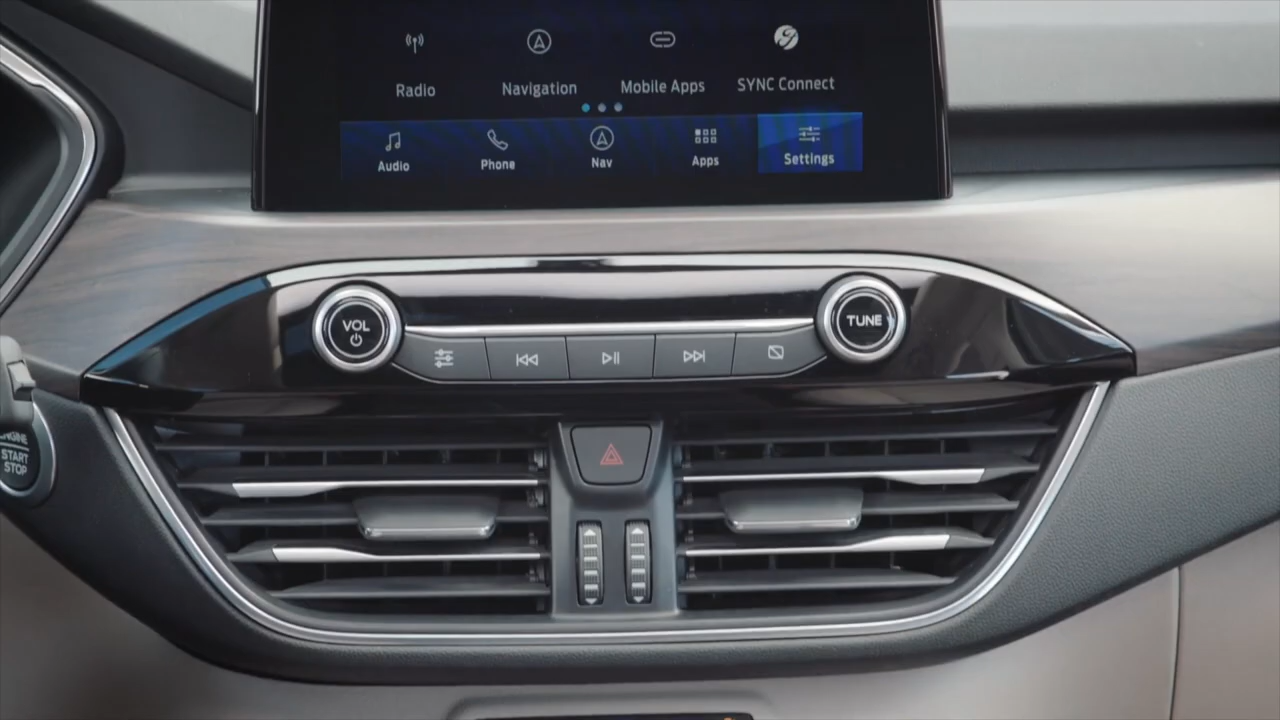 Radio
Navigation
Mobile Apps
SYNC Connect
Audio
Phone
Nav
Apps
Settings
VOL
TUNE
ENGINE
START
STOP